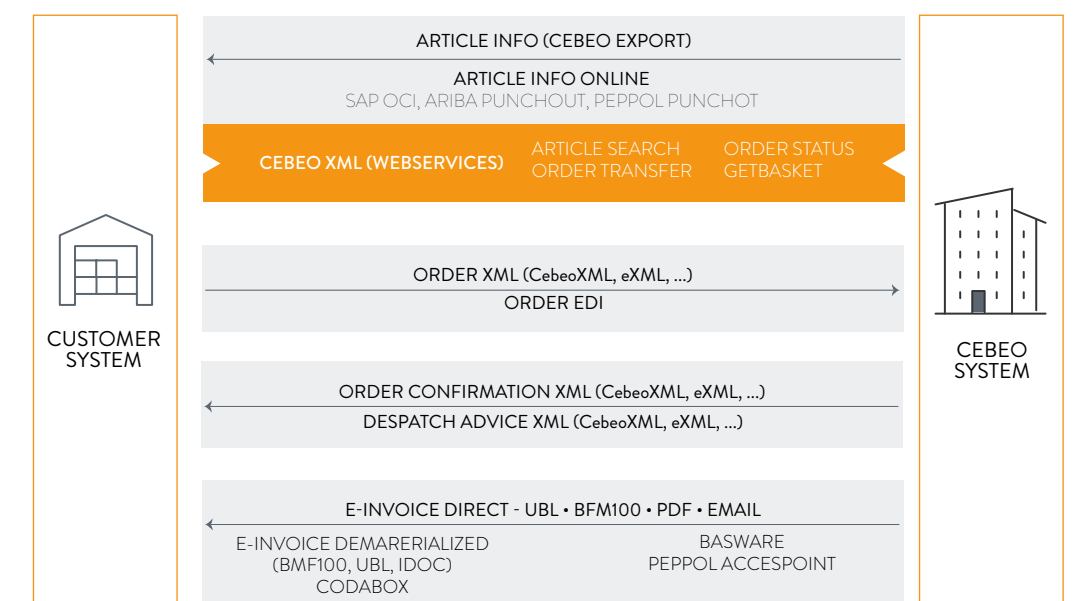 ARTICLE INFO (CEBEO EXPORT)
ARTICLE INFO ONLINE
SAP OCI, ARIBA PUNCHOUT, PEPPOL PUNCHOT
CEBEO XML (WEBSERVICES)
ARTICLE SEARCH
ORDER TRANSFER
ORDER STATUS
GETBASKET
CUSTOMER
SYSTEM
ORDER XML (CebeoXML, eXML, ...)
ORDER EDI
CEBEO
SYSTEM
ORDER CONFIRMATION XML (CebeoXML, eXML, ...)
DESPATCH ADVICE XML (CebeoXML, eXML, ...)
E-INVOICE DIRECT - UBL • BFM100 • PDF • EMAIL
E-INVOICE DEMARERIALIZED
(BMF100, UBL, IDOC)
CODABOX
BASWARE
PEPPOL ACCESPOINT